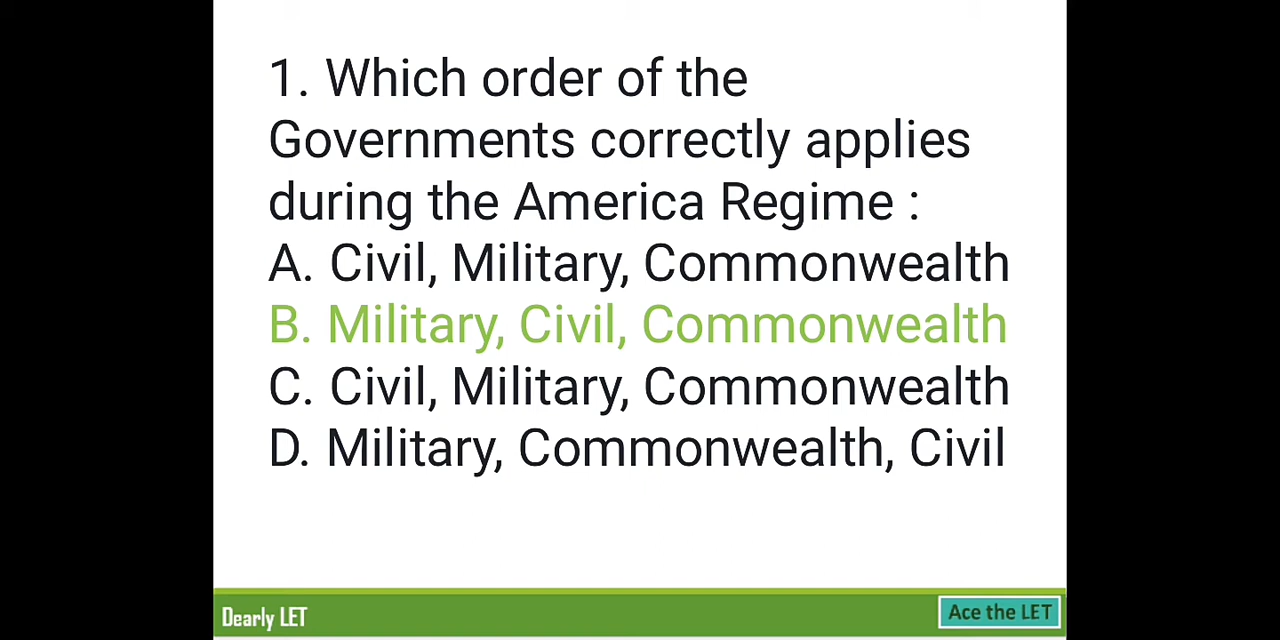 1. Which order of the
Governments correctly applies
during the America Regime :
A. Civil, Military, Commonwealth
B. Military, Civil, Commonwealth
C. Civil, Military, Commonwealth
D. Military, Commonwealth, Civil
Dearly LET
Ace the LET